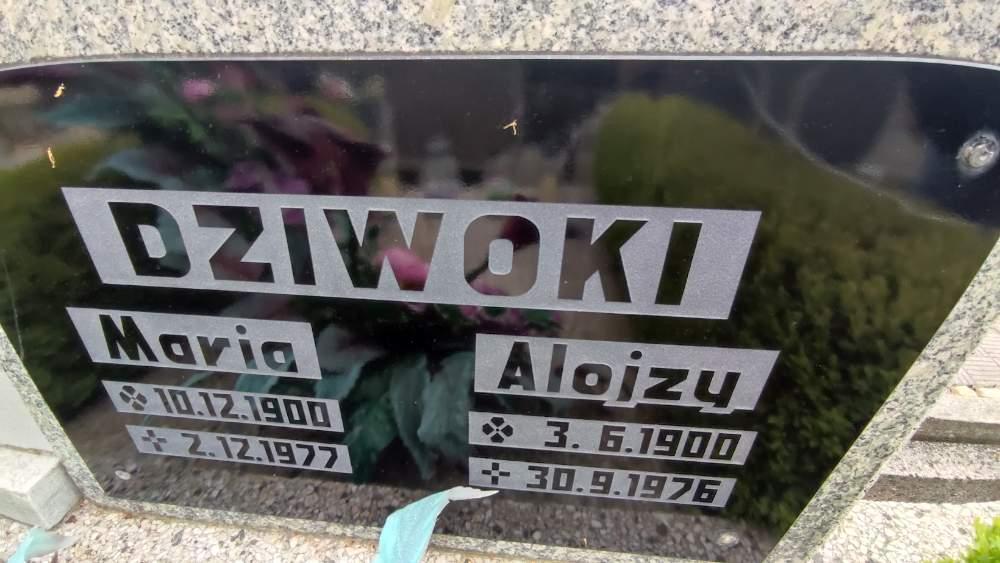 DZIWOKI
Maria
10.12.1900
2.12.1977
Alojzy
3. 6.1900
30.9.1976